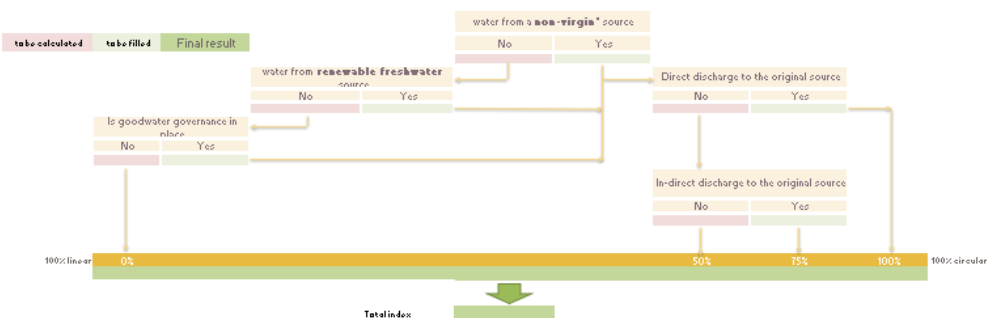 water from a non-virgin* source
No Yes
to be calculated to be filled Final result
water from renewable freshwater
source
No Yes
Direct discharge to the original source
No Yes
Is goodwater governance in
place
No Yes
In-direct discharge to the original source
No Yes
100% linear 0% 50% 75% 100% 100% circular
Total index